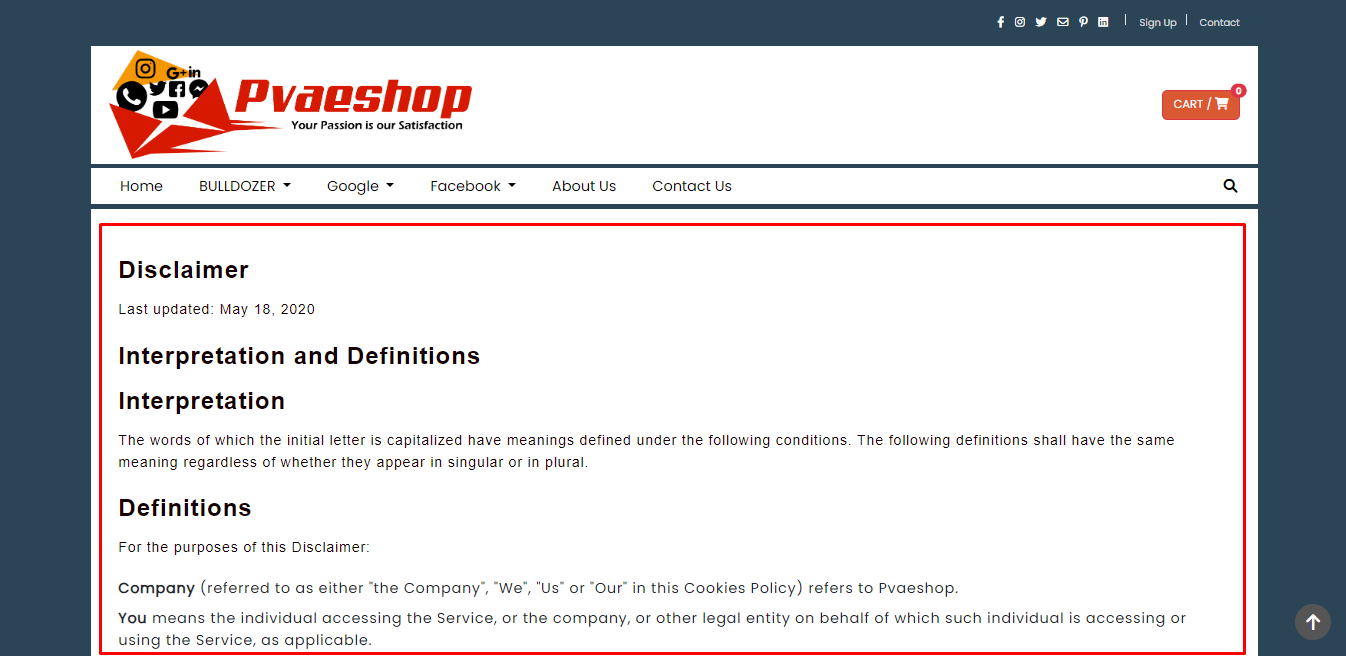 Sign Up
Contact
G+ in
Pvaeshop
Your Passion is our Satisfaction
CART /
0
Home
BULLDOZER
Google
Facebook
About Us
Contact Us
Disclaimer
Last updated: May 18, 2020
Interpretation and Definitions
Interpretation
The words of which the initial letter is capitalized have meanings defined under the following conditions. The following definitions shall have the same
meaning regardless of whether they appear in singular or in plural.
Definitions
For the purposes of this Disclaimer:
Company (referred to as either "the Company", "We", "Us" or "Our" in this Cookies Policy) refers to Pvaeshop.
You means the individual accessing the Service, or the company, or other legal entity on behalf of which such individual is accessing or
using the Service, as applicable.